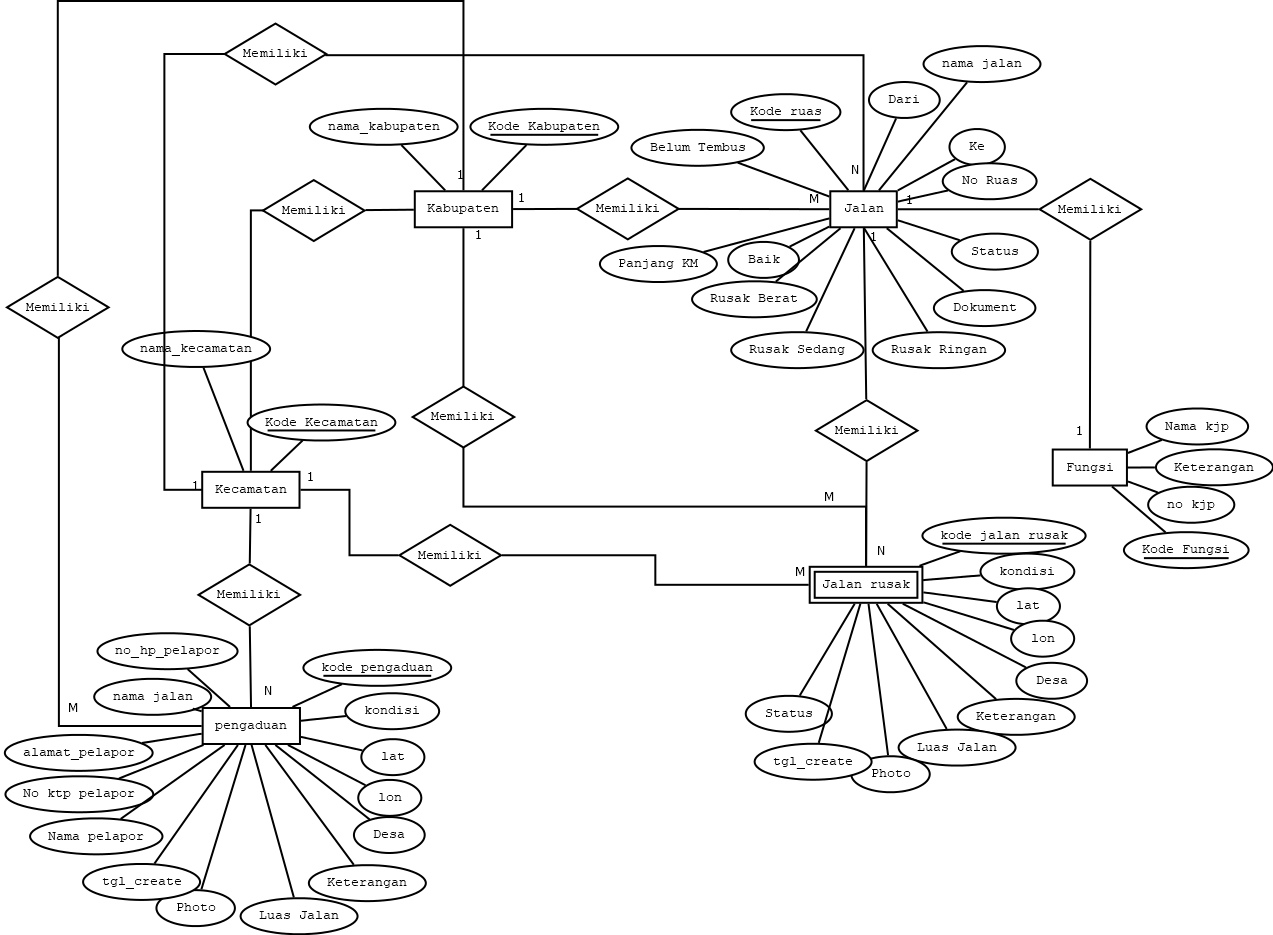 Memiliki
nama jalan
Dari
Kode ruas
nama_kabupaten
Kode Kabupaten
Belum Tembus
Ke
1
N
No Ruas
Memiliki
Kabupaten
1
Memiliki
M
Jalan
1
Memiliki
1
1
Status
Panjang KM
Baik
Rusak Berat
Dokument
Memiliki
nama_kecamatan
Rusak Sedang
Rusak Ringan
Kode Kecamatan
Memiliki
Memiliki
1
Nama kjp
Fungsi
Keterangan
no kjp
Kode Fungsi
1
Kecamatan
1
M
1
kode jalan rusak
Memiliki
N
M
Jalan rusak
kondisi
lat
lon
Memiliki
no_hp_pelapor
kode pengaduan
Desa
nama jalan
N
M
kondisi
Status
Keterangan
pengaduan
Luas Jalan
alamat_pelapor
lat
tgl_create
Photo
No ktp pelapor
lon
Nama pelapor
Desa
tgl_create
Keterangan
Photo
Luas Jalan